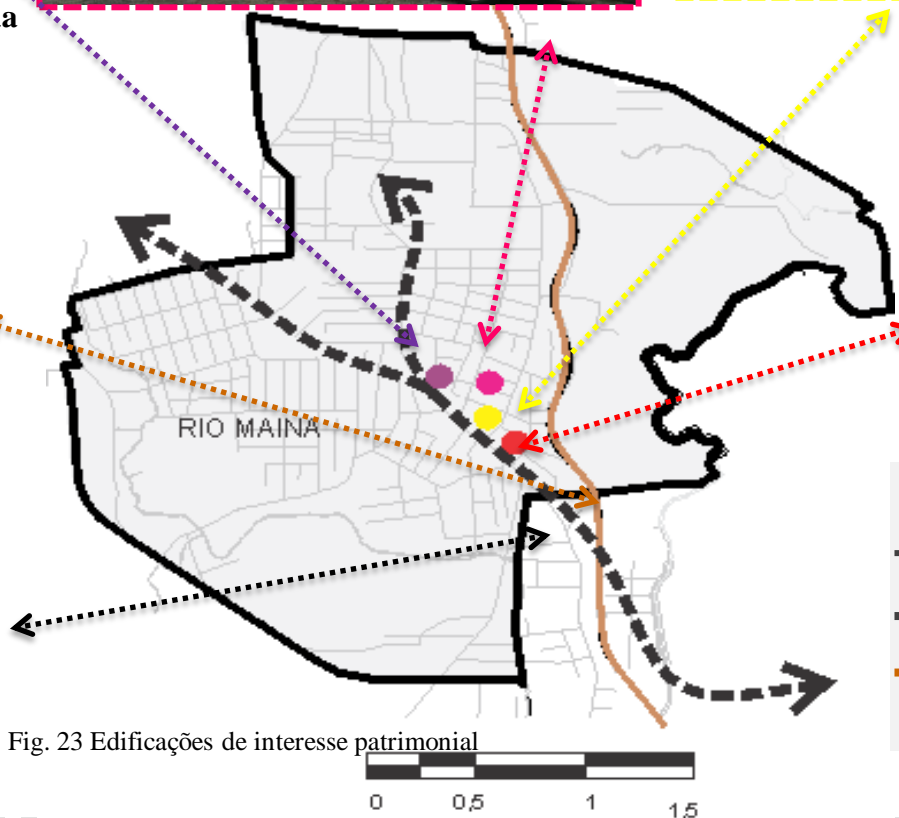 a
RIO MAINA
Fig. 23 Edificações de interesse patrimonial
0 0,5 1 1,5